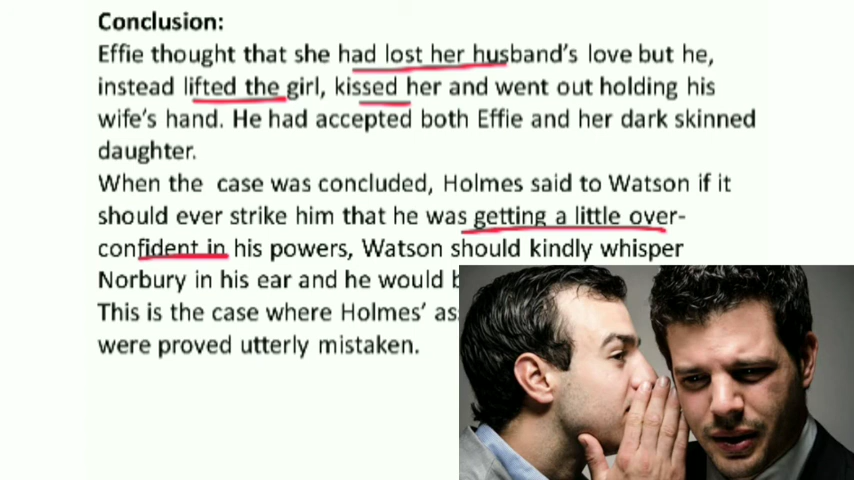 Conclusion:
Effie thought that she had lost her husband's love but he,
instead lifted the girl, kissed her and went out holding his
wife's hand. He had accepted both Effie and her dark skinned
daughter.
When the case was concluded, Holmes said to Watson if it
should ever strike him that he was getting a little over-
confident in his powers, Watson should kindly whisper
Norbury in his ear and he would
This is the case where Holmes'
were proved utterly mistaken.